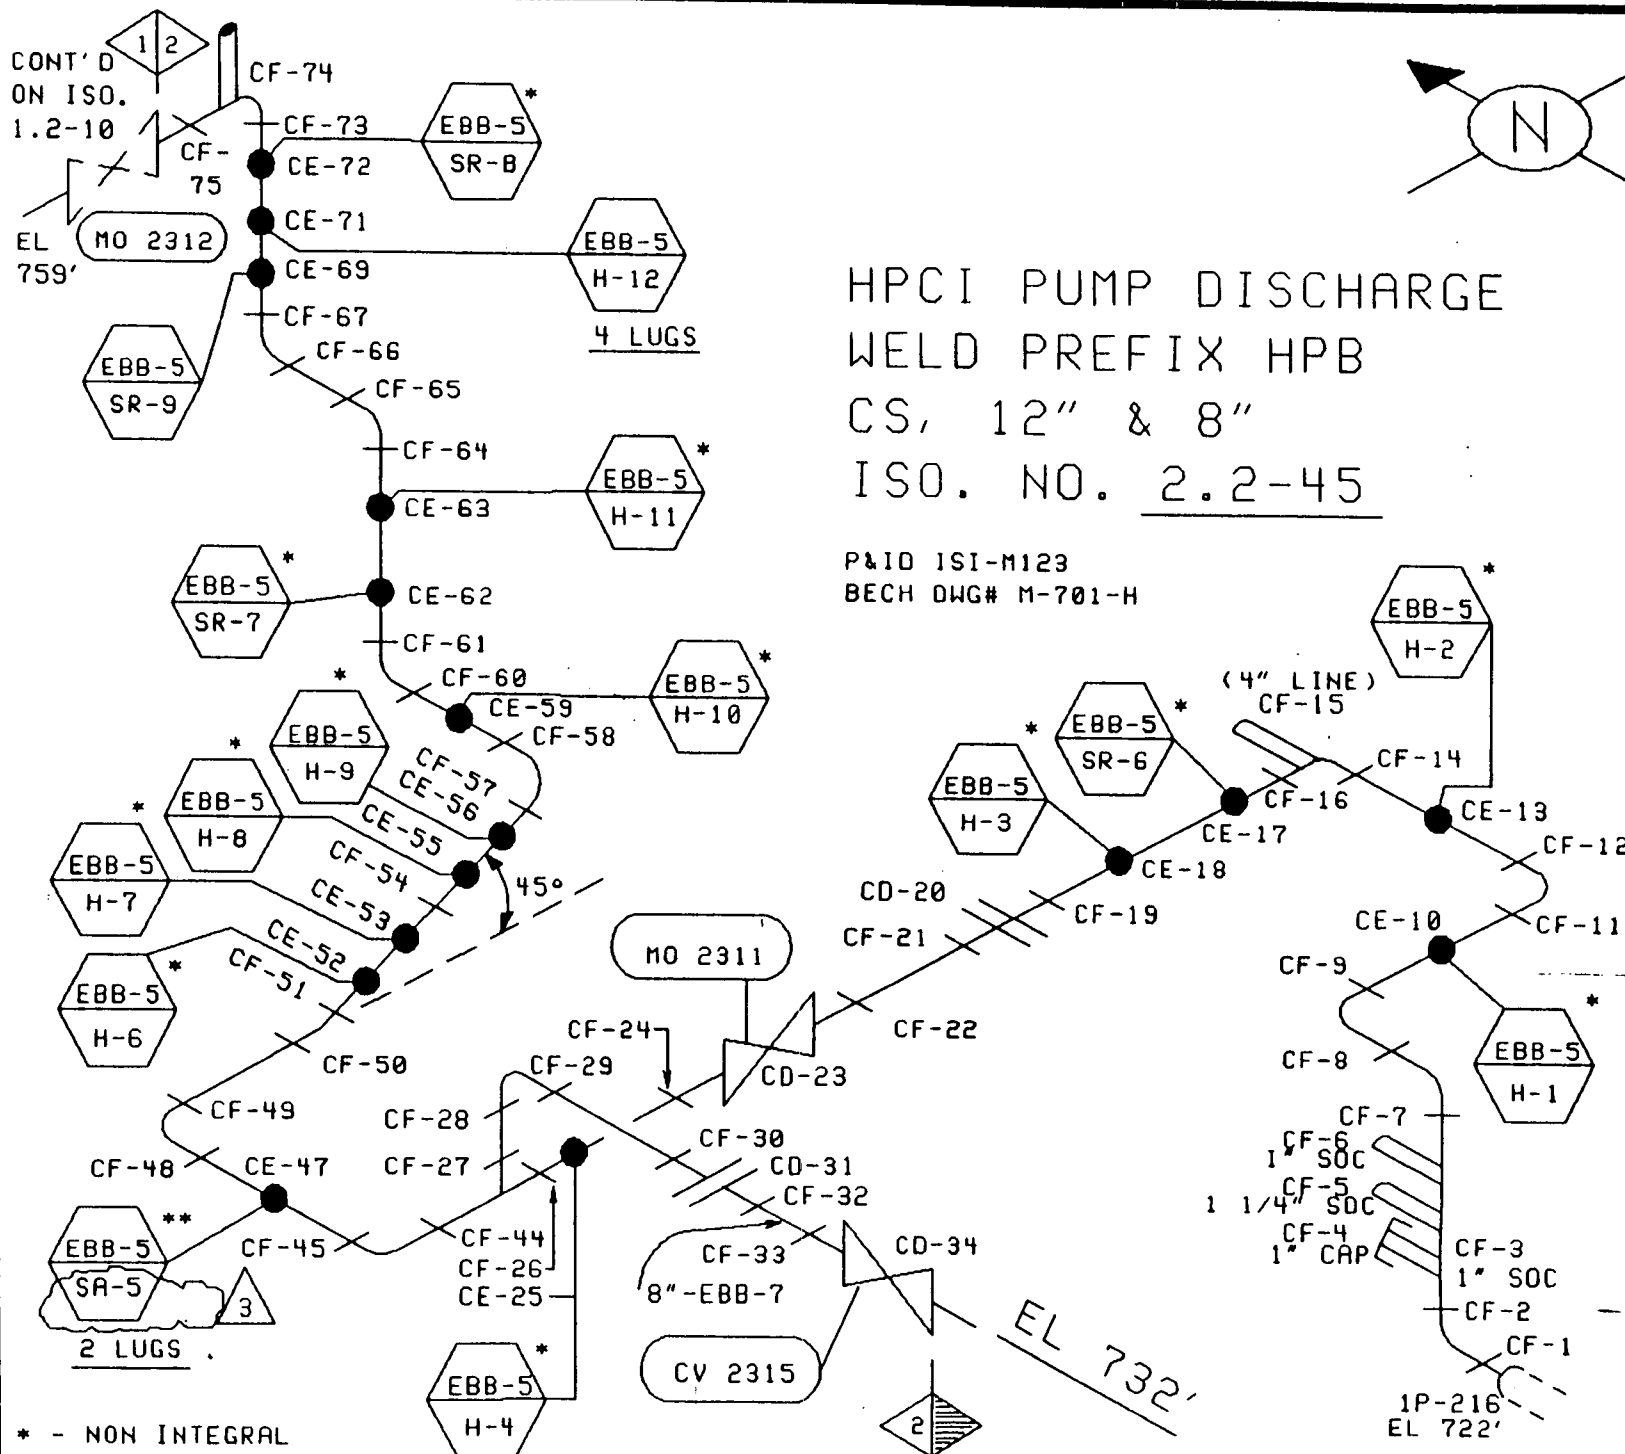 1 2
CONT'D
ON ISO.
1.2-10
CF-74
CF-73
CF-
75
CE-72
EBB-5
SR-8
*
N
EL
759'
MO 2312
CE-71
CE-69
EBB-5
H-12
4 LUGS
CF-67
CF-66
EBB-5
SR-9
CF-65
CF-64
HPCI PUMP DISCHARGE
WELD PREFIX HPB
CS, 12" & 8"
ISO. NO. 2.2-45
P&ID ISI-M123
BECH DWG# M-701-H
CE-63
EBB-5
H-11
*
EBB-5
SR-7
*
CE-62
CF-61
CF-60
CE-59
EBB-5
H-10
*
CF-58
EBB-5
H-9
*
CF-57
CE-56
CE-55
EBB-5
H-8
*
CF-54
CE-53
EBB-5
H-7
*
45°
CE-52
CF-51
EBB-5
H-6
*
CF-50
CF-49
CF-48
CE-47
EBB-5
SA-5
**
3
2 LUGS
CF-45
CF-44
CF-26
CE-25
EBB-5
H-4
*
CF-27
CF-28
CF-29
CF-24
CD-23
MO 2311
CF-22
CF-21
CD-20
CF-19
CE-18
EBB-5
H-3
*
CE-17
EBB-5
SR-6
*
CF-16
(4" LINE)
CF-15
CF-14
EBB-5
H-2
*
CE-13
CF-12
CF-11
CE-10
EBB-5
H-1
*
CF-9
CF-8
CF-7
CF-6
1" SOC
CF-5
1 1/4" SOC
CF-4
1" CAP
CF-3
1" SOC
CF-2
CF-1
1P-216
EL 722'
CF-30
CD-31
CF-32
CF-33
8"-EBB-7
CD-34
CV 2315
EL 732'
2
* - NON INTEGRAL